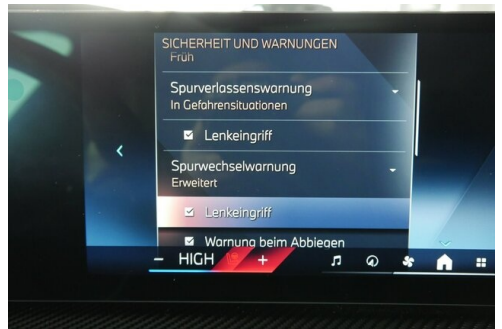 SICHERHEIT UND WARNUNGEN
Früh
Spurverlassenswarnung
In Gefahrensituationen
Lenkeingriff
Spurwechselwarnung
Erweitert
Lenkeingriff
Warnung beim Abbiegen
− HIGH +